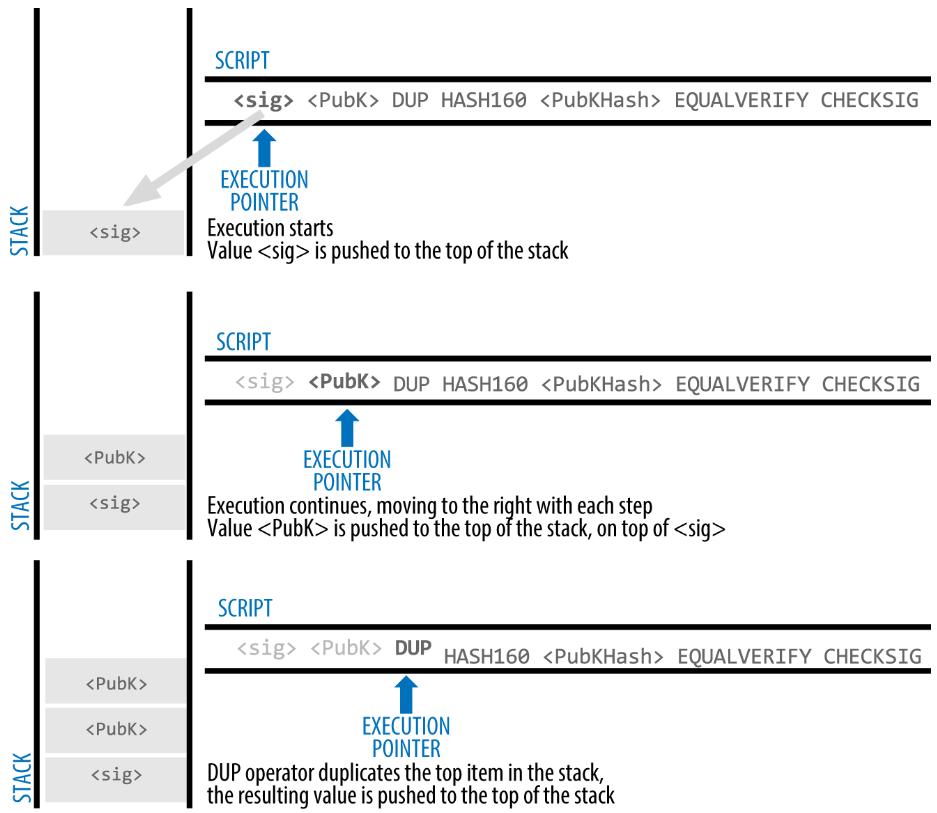 SCRIPT
<sig> <PubK> DUP HASH160 <PubKHash> EQUALVERIFY CHECKSIG
EXECUTION
POINTER
STACK
<sig>
Execution starts
Value <sig> is pushed to the top of the stack
SCRIPT
<sig> <PubK> DUP HASH160 <PubKHash> EQUALVERIFY CHECKSIG
EXECUTION
POINTER
STACK
<PubK>
<sig>
Execution continues, moving to the right with each step
Value <PubK> is pushed to the top of the stack, on top of <sig>
SCRIPT
<sig> <PubK> DUP HASH160 <PubKHash> EQUALVERIFY CHECKSIG
EXECUTION
POINTER
STACK
<PubK>
<PubK>
<sig>
DUP operator duplicates the top item in the stack,
the resulting value is pushed to the top of the stack